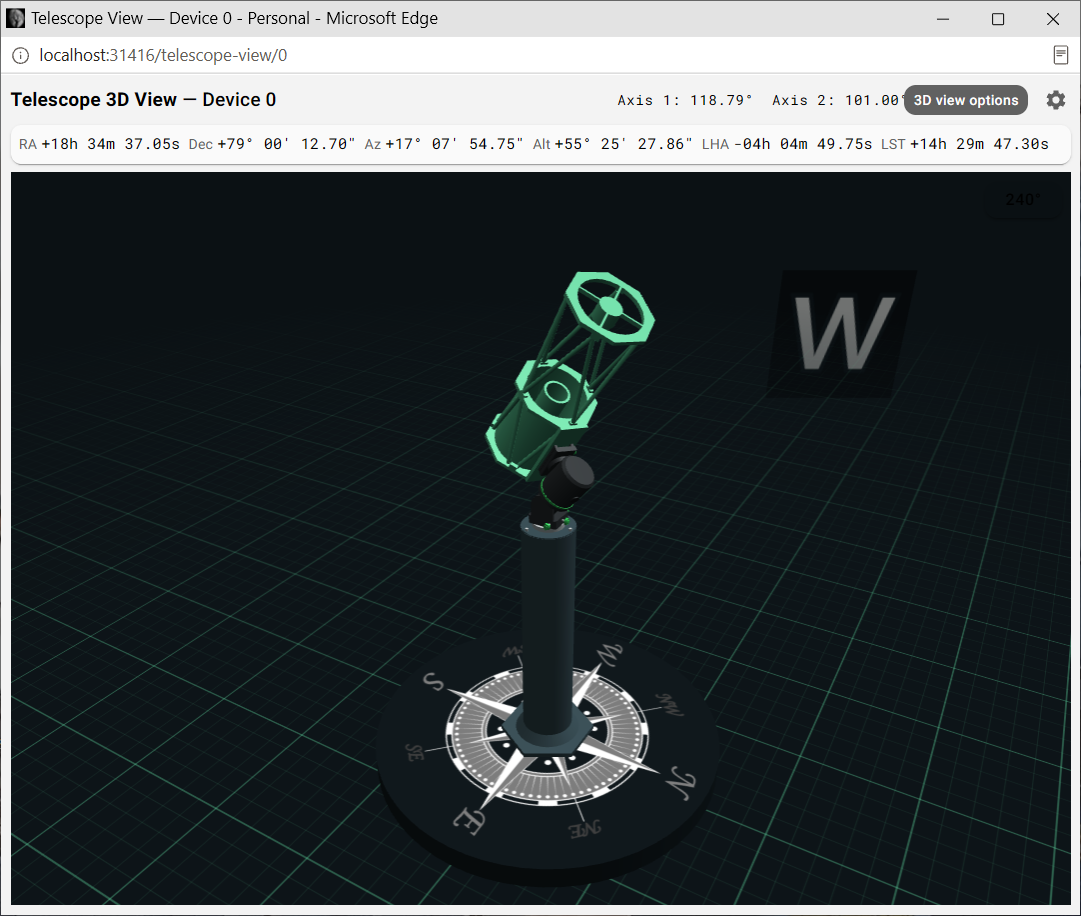 Telescope View — Device 0 - Personal - Microsoft Edge
localhost:31416/telescope-view/0
Telescope 3D View — Device 0 Axis 1: 118.79° Axis 2: 101.00° 3D view options
RA +18h 34m 37.05s Dec +79° 00' 12.70" Az +17° 07' 54.75" Alt +55° 25' 27.86" LHA -04h 04m 49.75s LST +14h 29m 47.30s
240°
W
W
S
NW
SE
N
E
NE